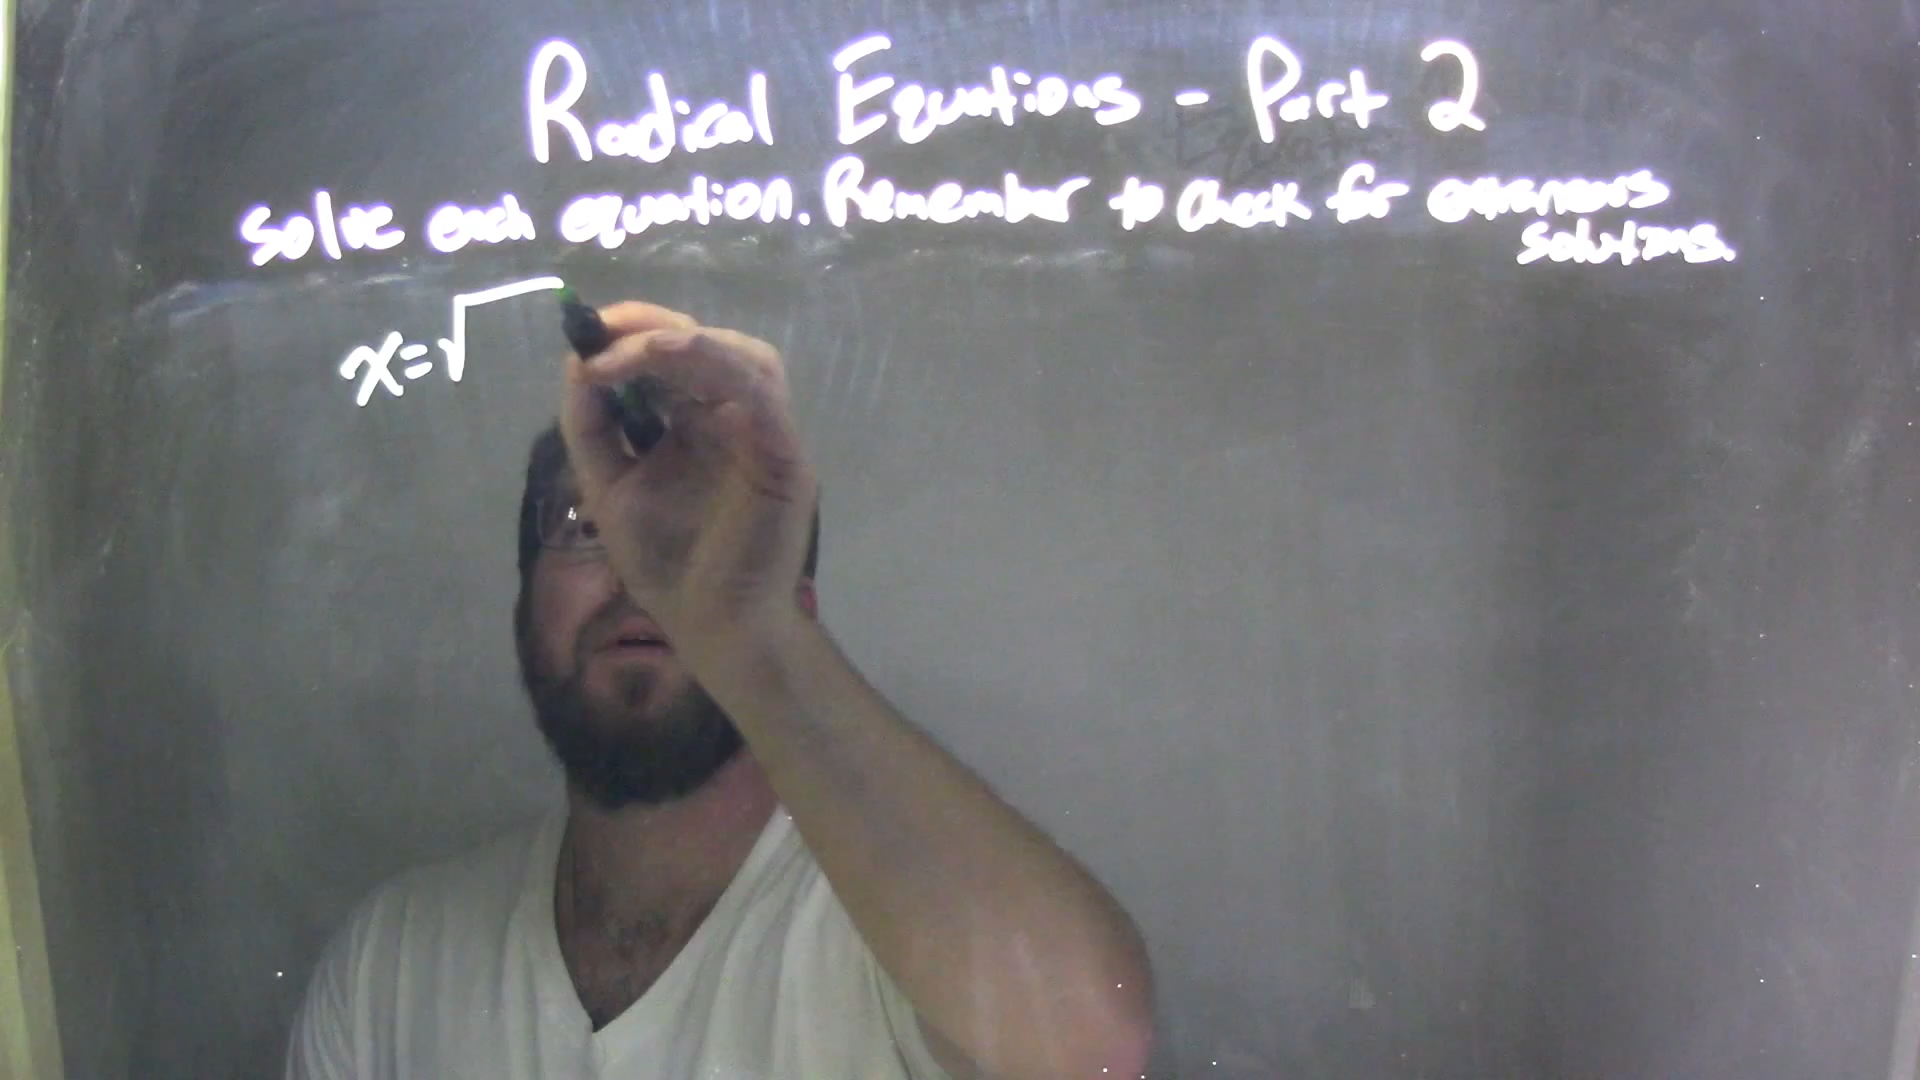 Radical Equations - Part 2
Solve each equation. Remember to check for extraneous
solutions.
x=√